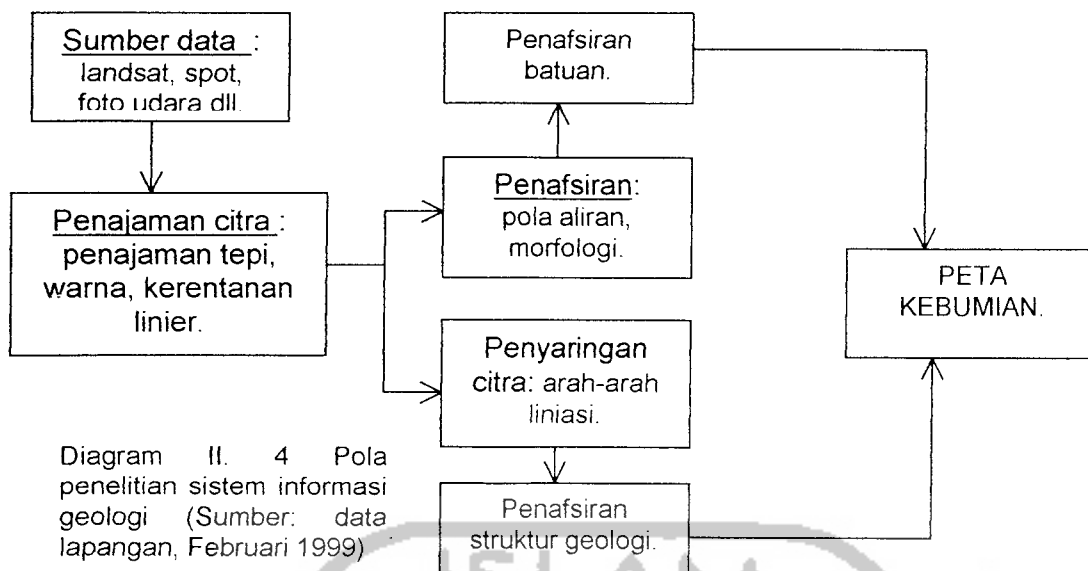 Sumber data :
landsat, spot,
foto udara dll.
Penajaman citra :
penajaman tepi,
warna, kerentanan
linier.
Penafsiran
batuan.
Penafsiran:
pola aliran,
morfologi.
Penyaringan
citra: arah-arah
liniasi.
Penafsiran
struktur geologi.
PETA
KEBUMIAN.
Diagram II. 4 Pola
penelitian sistem informasi
geologi (Sumber: data
lapangan, Februari 1999)
ISLAM